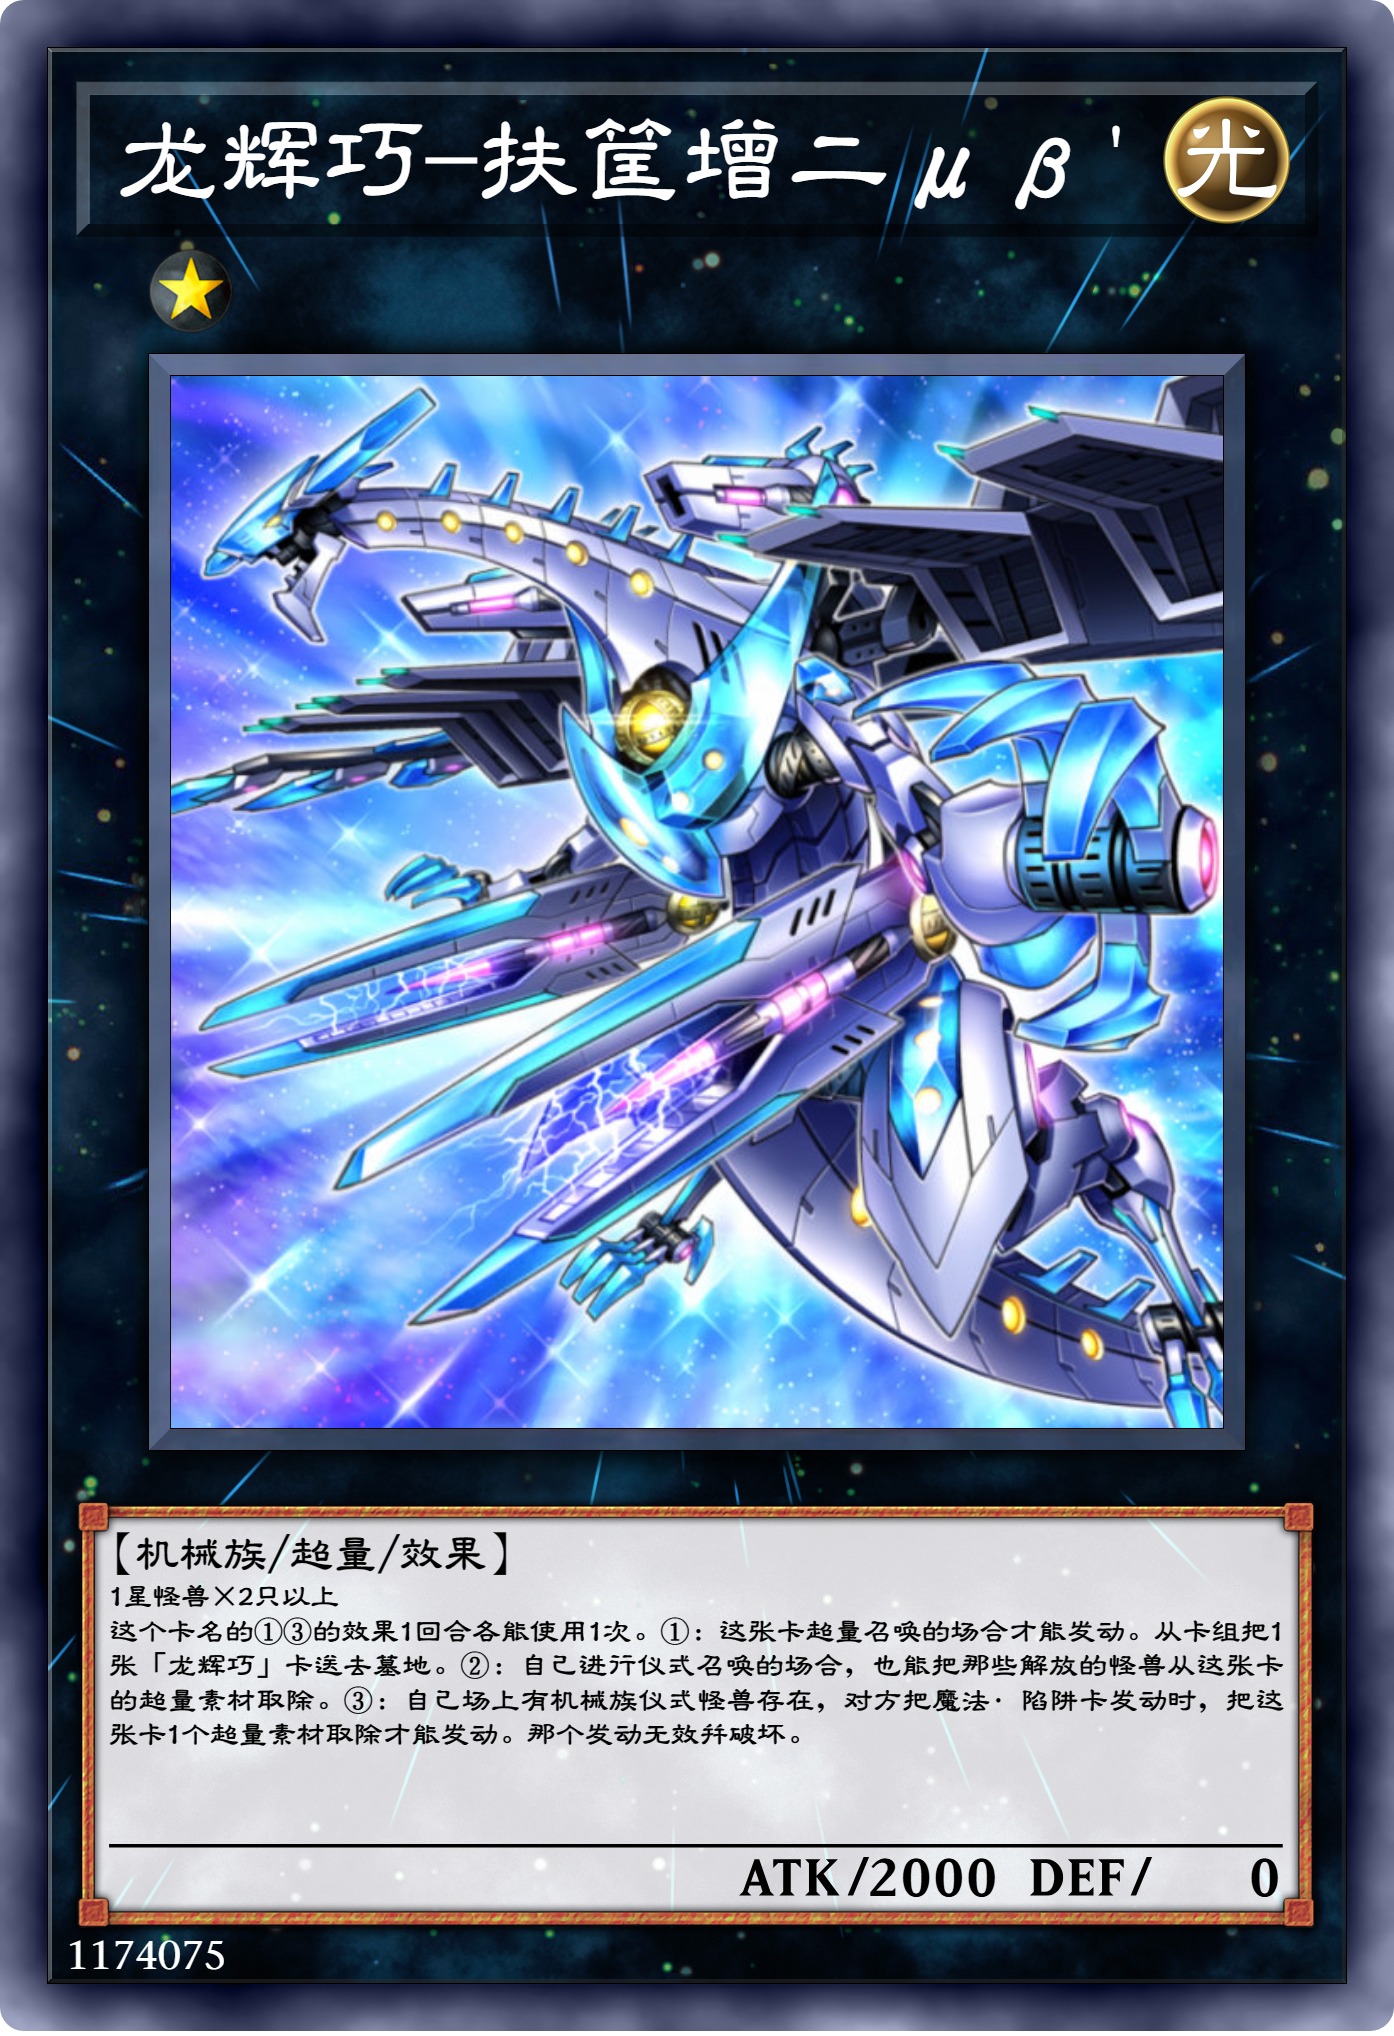 龙辉巧-扶筐增二μβ'
光
【机械族/超量/效果】
1星怪兽×2只以上
这个卡名的①③的效果1回合各能使用1次。①：这张卡超量召唤的场合才能发动。从卡组把1
张「龙辉巧」卡送去墓地。②：自己进行仪式召唤的场合，也能把那些解放的怪兽从这张卡
的超量素材取除。③：自己场上有机械族仪式怪兽存在，对方把魔法·陷阱卡发动时，把这
张卡1个超量素材取除才能发动。那个发动无效并破坏。
ATK/2000 DEF/ 0
1174075